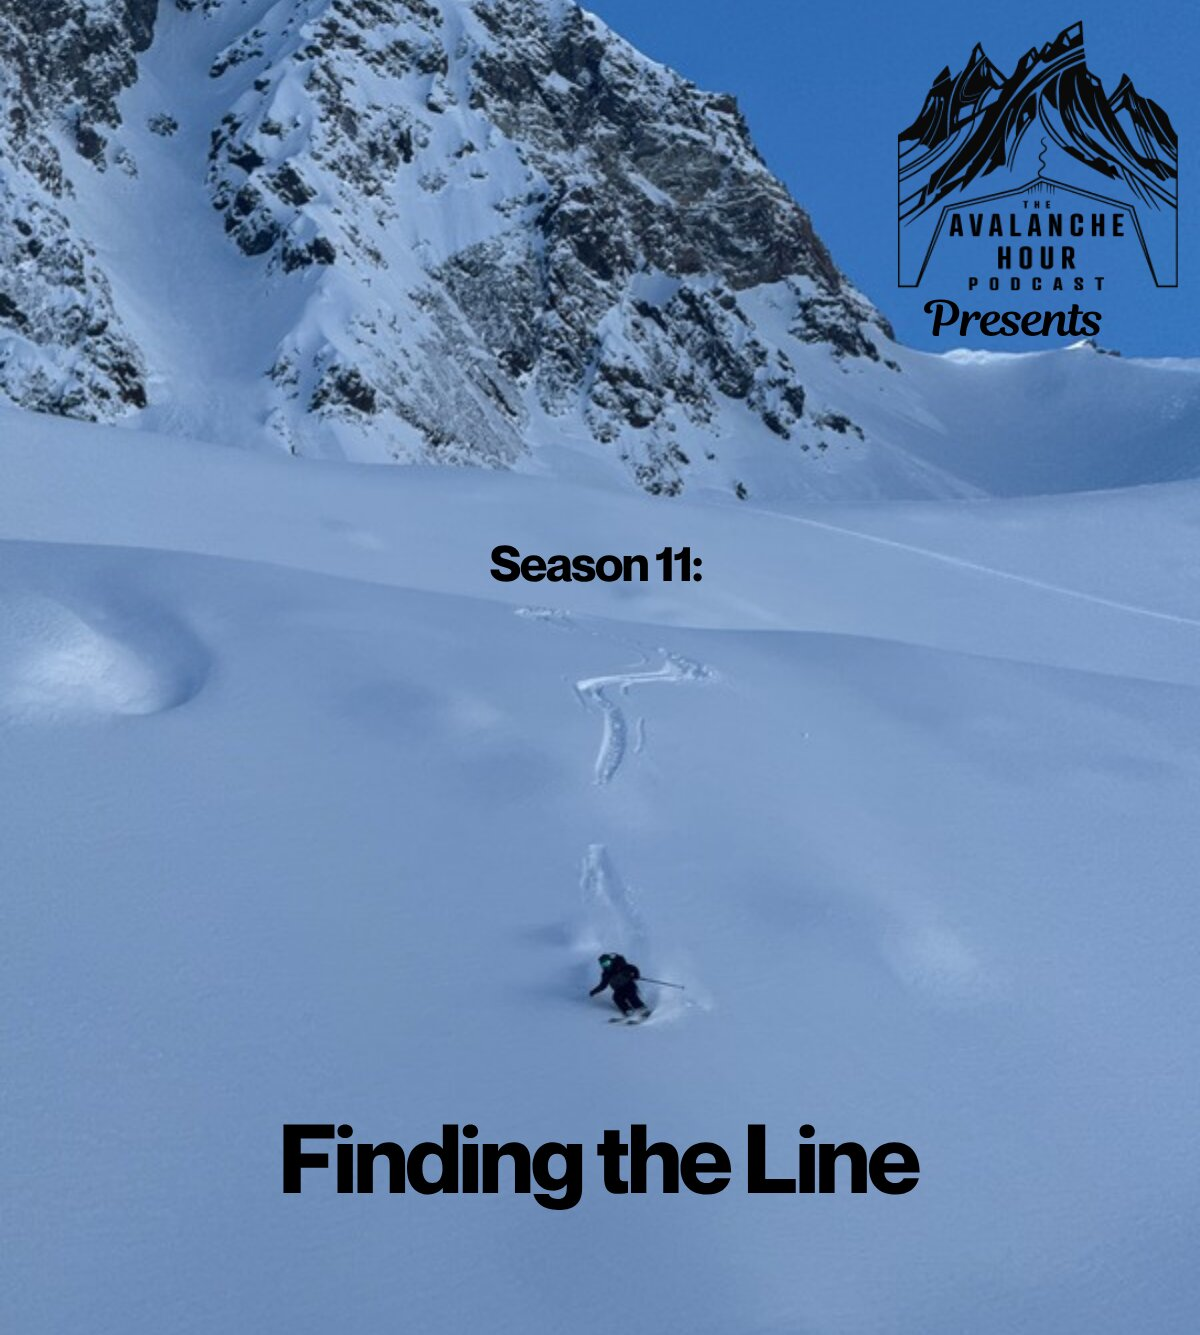 THE
AVALANCHE
HOUR
PODCAST
Presents
Season 11:
Finding the Line